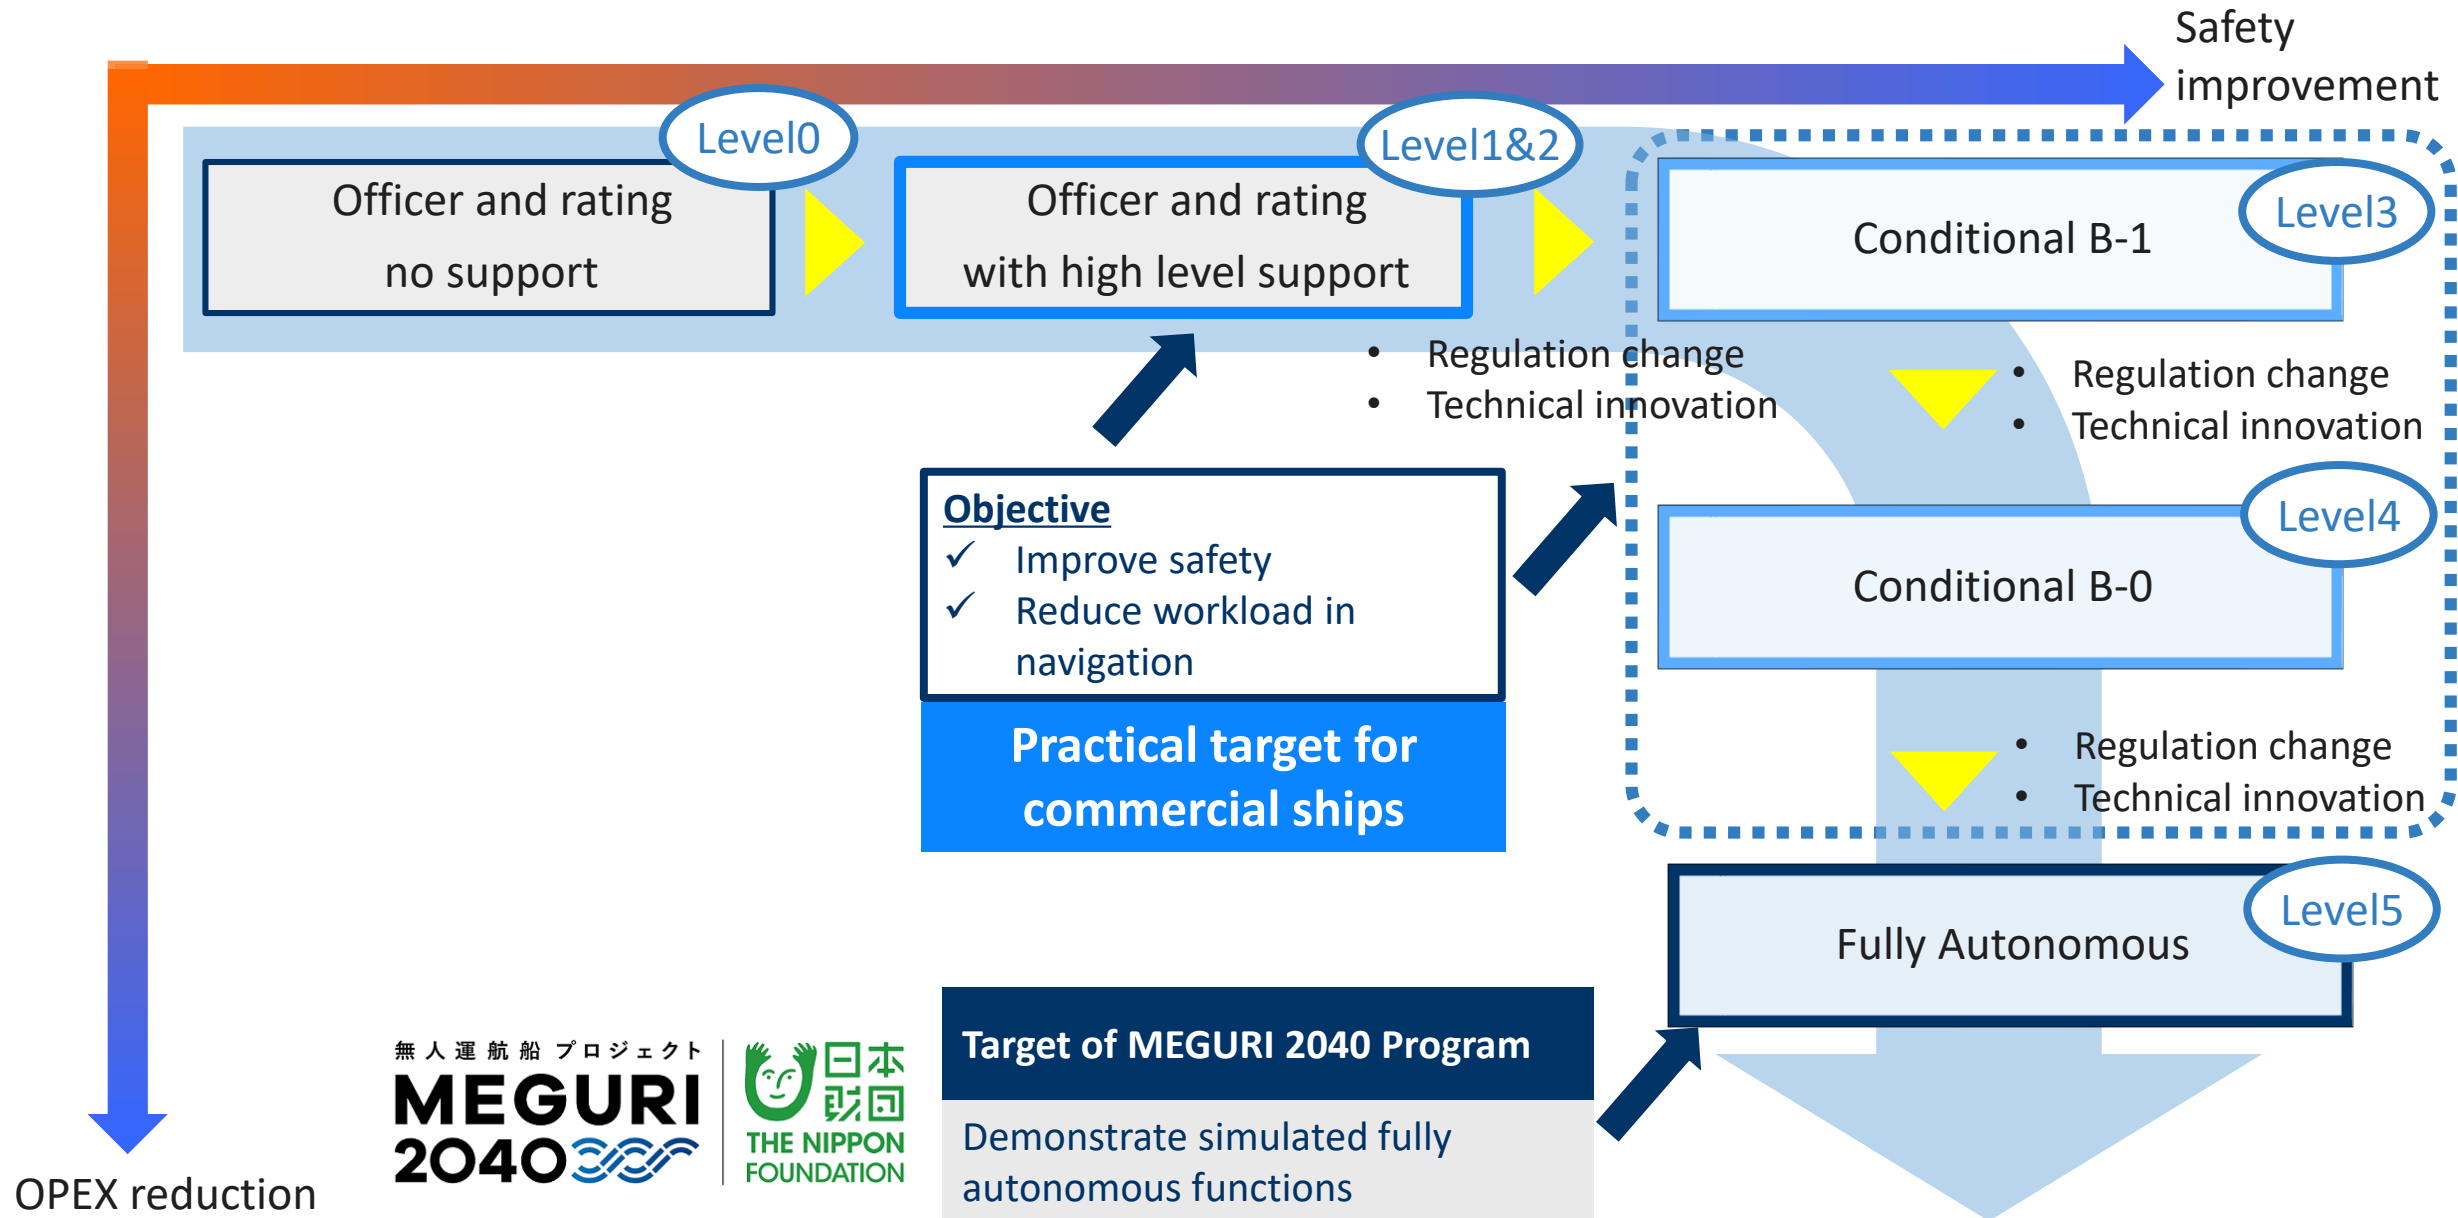 Safety
improvement
Level0
Officer and rating
no support
Level1&2
Officer and rating
with high level support
Level3
Conditional B-1
• Regulation change
• Technical innovation
• Regulation change
• Technical innovation
Objective
✓ Improve safety
✓ Reduce workload in
navigation
Practical target for
commercial ships
Level4
Conditional B-0
• Regulation change
• Technical innovation
Level5
Fully Autonomous
Target of MEGURI 2040 Program
Demonstrate simulated fully
autonomous functions
無人運航船 プロジェクト
MEGURI
2040
日本
財団
THE NIPPON
FOUNDATION
OPEX reduction